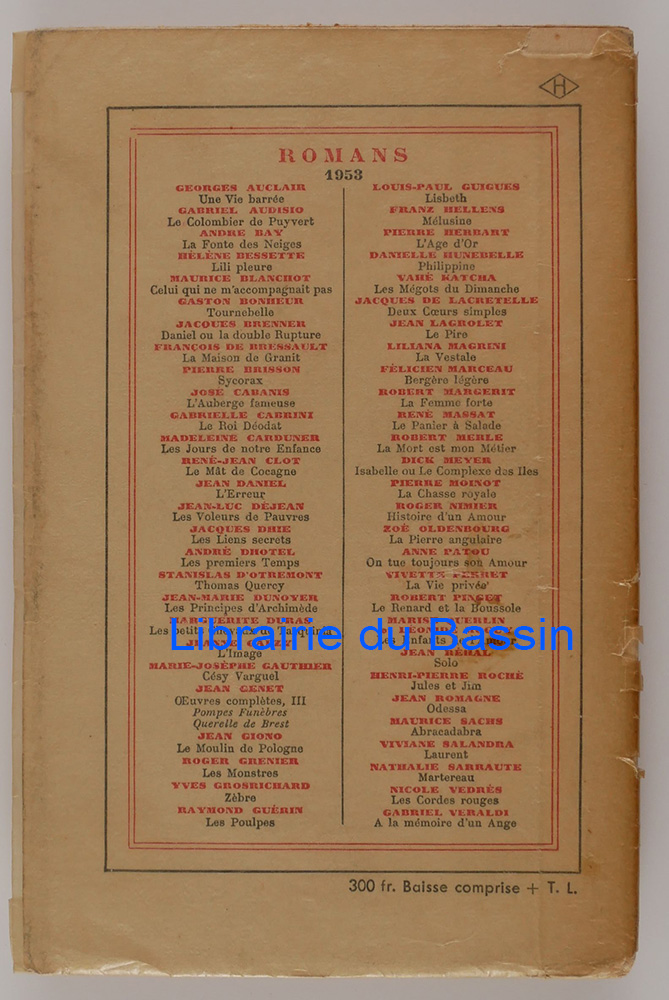 H
ROMANS
1953
GEORGES AUCLAIR
Une Vie barrée
GABRIEL AUDISIO
Le Colombier de Puyvert
ANDRE BAY
La Fonte des Neiges
HÉLÈNE BESSETTE
Lili pleure
MAURICE BLANCHOT
Celui qui ne m'accompagnait pas
GASTON BONHEUR
Tournebelle
JACQUES BRENNER
Daniel ou la double Rupture
FRANÇOIS DE BRESSAULT
La Maison de Granit
PIERRE BRISSON
Sycorax
JOSÉ CABANIS
L'Auberge fameuse
GABRIELLE CABRINI
Le Roi Déodat
MADELEINE CARDUNER
Les Jours de notre Enfance
RENÉ-JEAN CLOT
Le Mât de Cocagne
JEAN DANIEL
L'Erreur
JEAN-LUC DÉJEAN
Les Voleurs de Pauvres
JACQUES DHIE
Les Liens secrets
ANDRÉ DHOTEL
Les premiers Temps
STANISLAS D'OTREMONT
Thomas Quercy
JEAN-MARIE DUNOYER
Les Principes d'Archimède
MARGUERITE DURAS
Les petits Chevaux de Tarquinia
L'Image
MARIE-JOSÈPHE GAUTHIER
Césy Varguel
JEAN GENET
Œuvres complètes, III
Pompes Funèbres
Querelle de Brest
JEAN GIONO
Le Moulin de Pologne
ROGER GRENIER
Les Monstres
YVES GROSRICHARD
Zèbre
RAYMOND GUÉRIN
Les Poulpes
LOUIS-PAUL GUIGUES
Lisbeth
FRANZ HELLENS
Mélusine
PIERRE HERBART
L'Age d'Or
DANIELLE HUNEBELLE
Philippine
VAHÉ KATCHA
Les Mégots du Dimanche
JACQUES DE LACRETELLE
Deux Cœurs simples
JEAN LAGROLET
Le Pire
LILIANA MAGRINI
La Vestale
FÉLICIEN MARCEAU
Bergère légère
ROBERT MARGERIT
La Femme forte
RENÉ MASSAT
Le Panier à Salade
ROBERT MERLE
La Mort est mon Métier
DICK MEYER
Isabelle ou Le Complexe des Iles
PIERRE MOINOT
La Chasse royale
ROGER NIMIER
Histoire d'un Amour
ZOÉ OLDENBOURG
La Pierre angulaire
ANNE PATOU
On tue toujours son Amour
VIVETTE PERRET
La Vie privée
ROBERT PINGET
Le Renard et la Boussole
Les Enfants
JEAN REHAL
Solo
HENRI-PIERRE ROCHÉ
Jules et Jim
JEAN ROMAGNE
Odessa
MAURICE SACHS
Abracadabra
VIVIANE SALANDRA
Laurent
NATHALIE SARRAUTE
Martereau
NICOLE VEDRÈS
Les Cordes rouges
GABRIEL VERALDI
A la mémoire d'un Ange
Librairie du Bassin
300 fr. Baisse comprise + T. L.